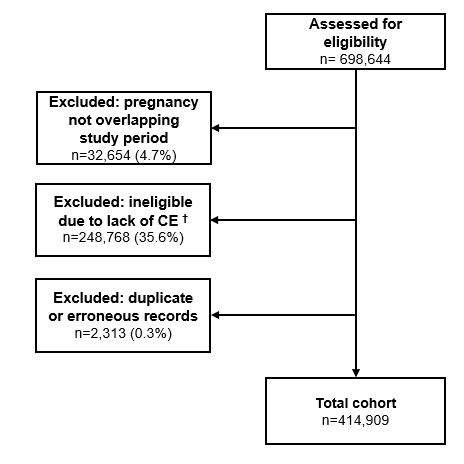 Assessed for
eligibility
n= 698,644
Excluded: pregnancy
not overlapping
study period
n=32,654 (4.7%)
Excluded: ineligible
due to lack of CE †
n=248,768 (35.6%)
Excluded: duplicate
or erroneous records
n=2,313 (0.3%)
Total cohort
n=414,909